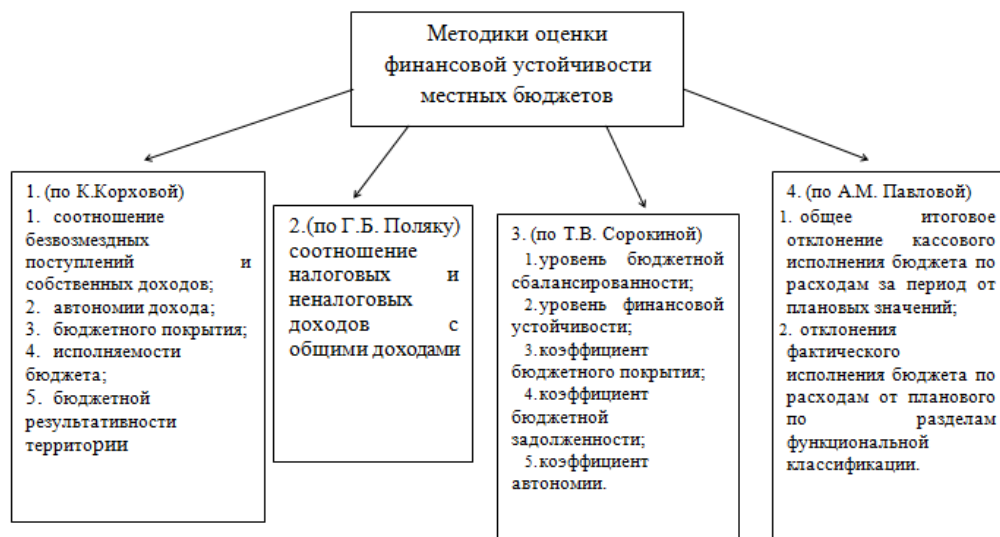 Методики оценки
финансовой устойчивости
местных бюджетов
1. (по К.Корховой)
1. соотношение
безвозмездных
поступлений и
собственных доходов;
2. автономии дохода;
3. бюджетного покрытия;
4. исполняемости
бюджета;
5. бюджетной
результативности
территории
2.(по Г.Б. Поляку)
соотношение
налоговых и
неналоговых
доходов с
общими доходами
3. (по Т.В. Сорокиной)
1.уровень бюджетной
сбалансированности;
2.уровень финансовой
устойчивости;
3.коэффициент
бюджетного покрытия;
4.коэффициент
бюджетной
задолженности;
5.коэффициент
автономии.
4. (по А.М. Павловой)
1. общее итоговое
отклонение кассового
исполнения бюджета по
расходам за период от
плановых значений;
2. отклонения
фактического
исполнения бюджета по
расходам от планового
по разделам
функциональной
классификации.